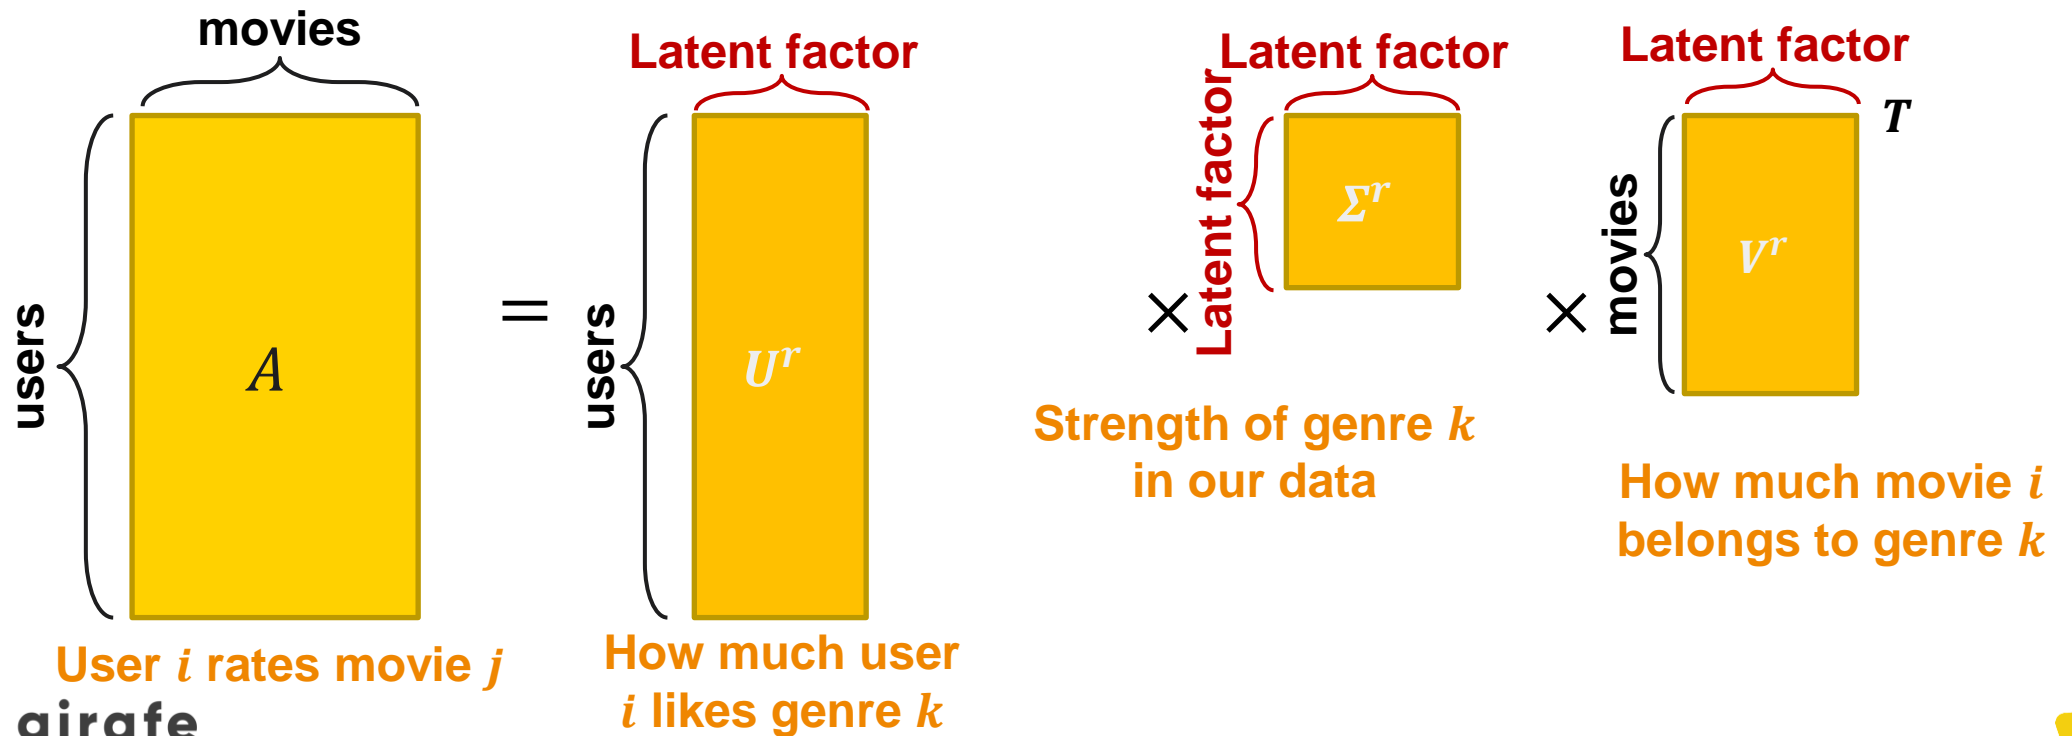 movies
users
A
User i rates movie j
=
Latent factor
users
U^r
How much user
i likes genre k
×
Latent factor
Latent factor
Σ^r
Strength of genre k
in our data
×
Latent factor
T
movies
V^r
How much movie i
belongs to genre k
girafe